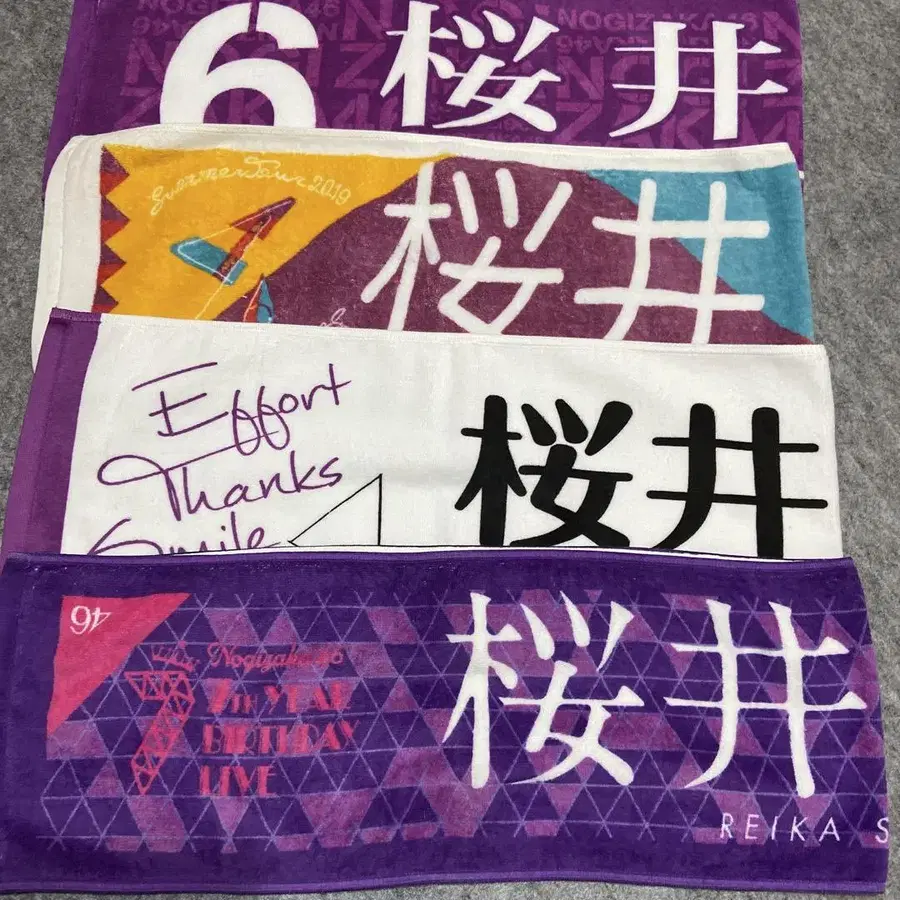 NOGIZAKA46
6 桜井
Summer Tour 2019
桜井
Effort
Thanks
Smile
桜井
46
Nogizaka46
7TH YEAR
BIRTHDAY
LIVE
桜井
REIKA S